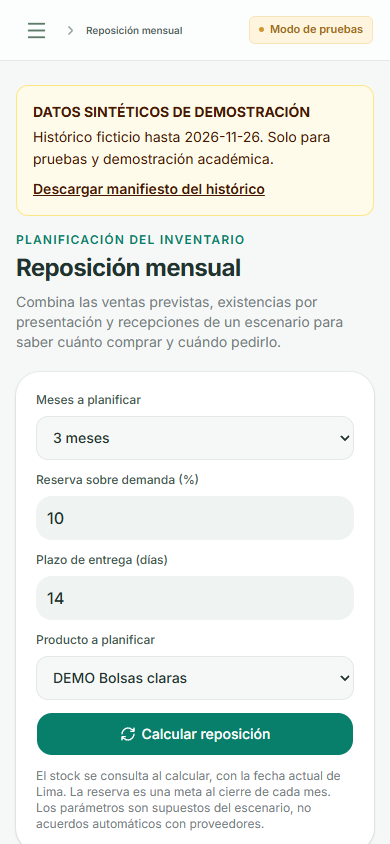 Reposición mensual
Modo de pruebas
DATOS SINTÉTICOS DE DEMOSTRACIÓN
Histórico ficticio hasta 2026-11-26. Solo para
pruebas y demostración académica.
Descargar manifiesto del histórico
PLANIFICACIÓN DEL INVENTARIO
Reposición mensual
Combina las ventas previstas, existencias por
presentación y recepciones de un escenario para
saber cuánto comprar y cuándo pedirlo.
Meses a planificar
3 meses
Reserva sobre demanda (%)
10
Plazo de entrega (días)
14
Producto a planificar
DEMO Bolsas claras
Calcular reposición
El stock se consulta al calcular, con la fecha actual de
Lima. La reserva es una meta al cierre de cada mes.
Los parámetros son supuestos del escenario, no
acuerdos automáticos con proveedores.